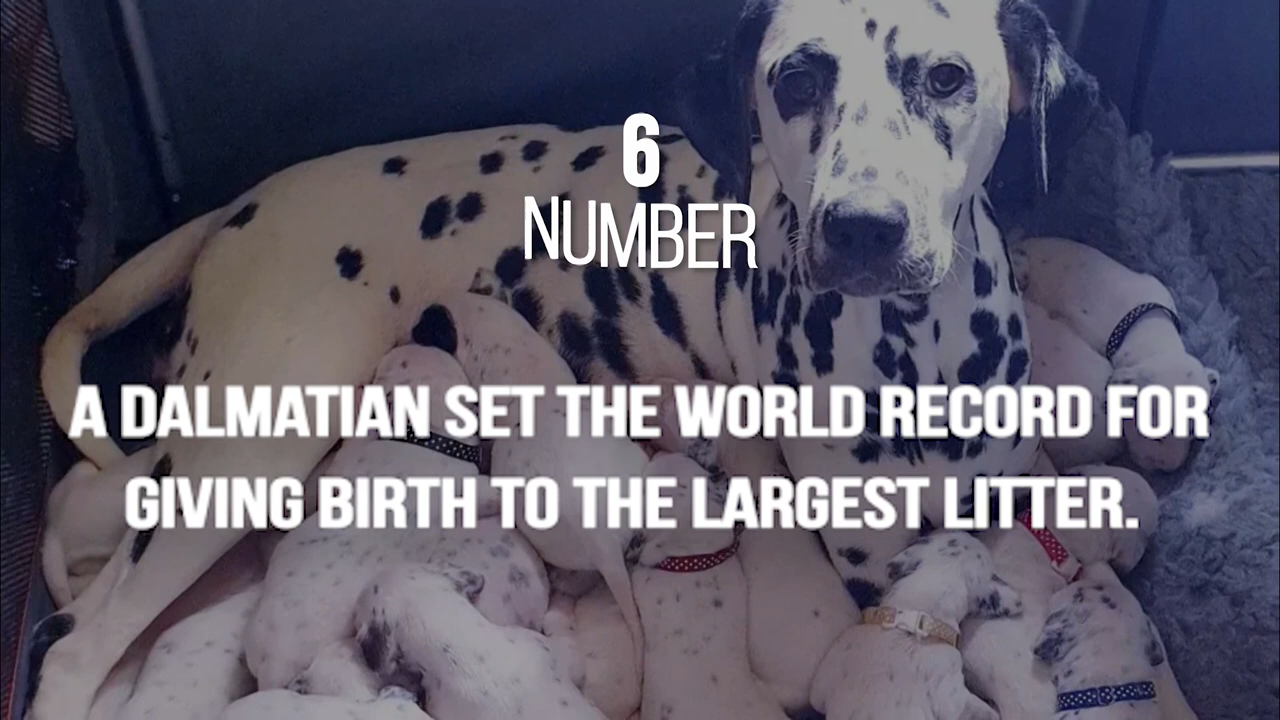 6
NUMBER
A DALMATIAN SET THE WORLD RECORD FOR
GIVING BIRTH TO THE LARGEST LITTER.